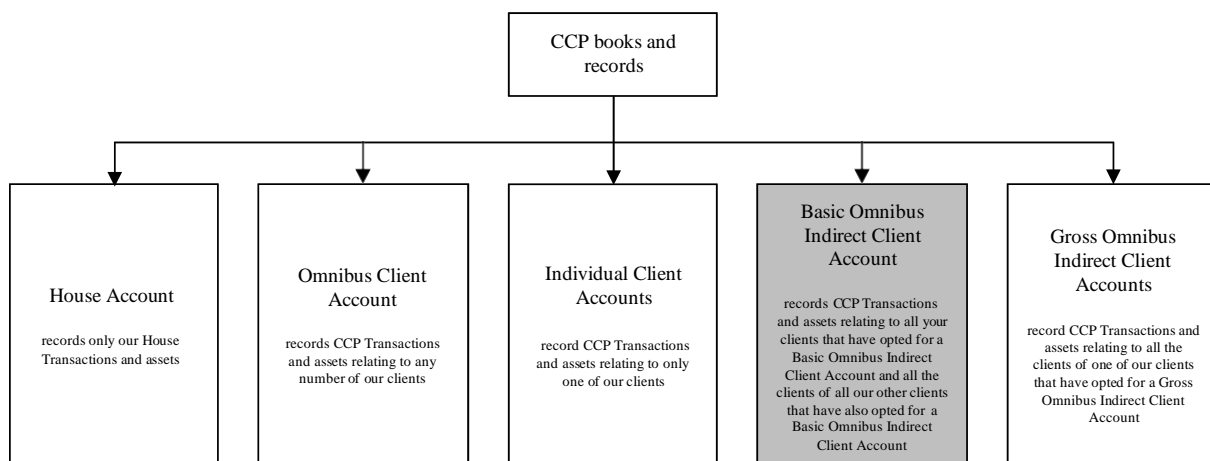 CCP books and
records
House Account
records only our House
Transactions and assets
Omnibus Client
Account
records CCP Transactions
and assets relating to any
number of our clients
Individual Client
Accounts
record CCP Transactions
and assets relating to only
one of our clients
Basic Omnibus
Indirect Client
Account
records CCP Transactions
and assets relating to all your
clients that have opted for a
Basic Omnibus Indirect
Client Account and all the
clients of all our other clients
that have also opted for a
Basic Omnibus Indirect
Client Account
Gross Omnibus
Indirect Client
Accounts
record CCP Transactions and
assets relating to all the
clients of one of our clients
that have opted for a Gross
Omnibus Indirect Client
Account